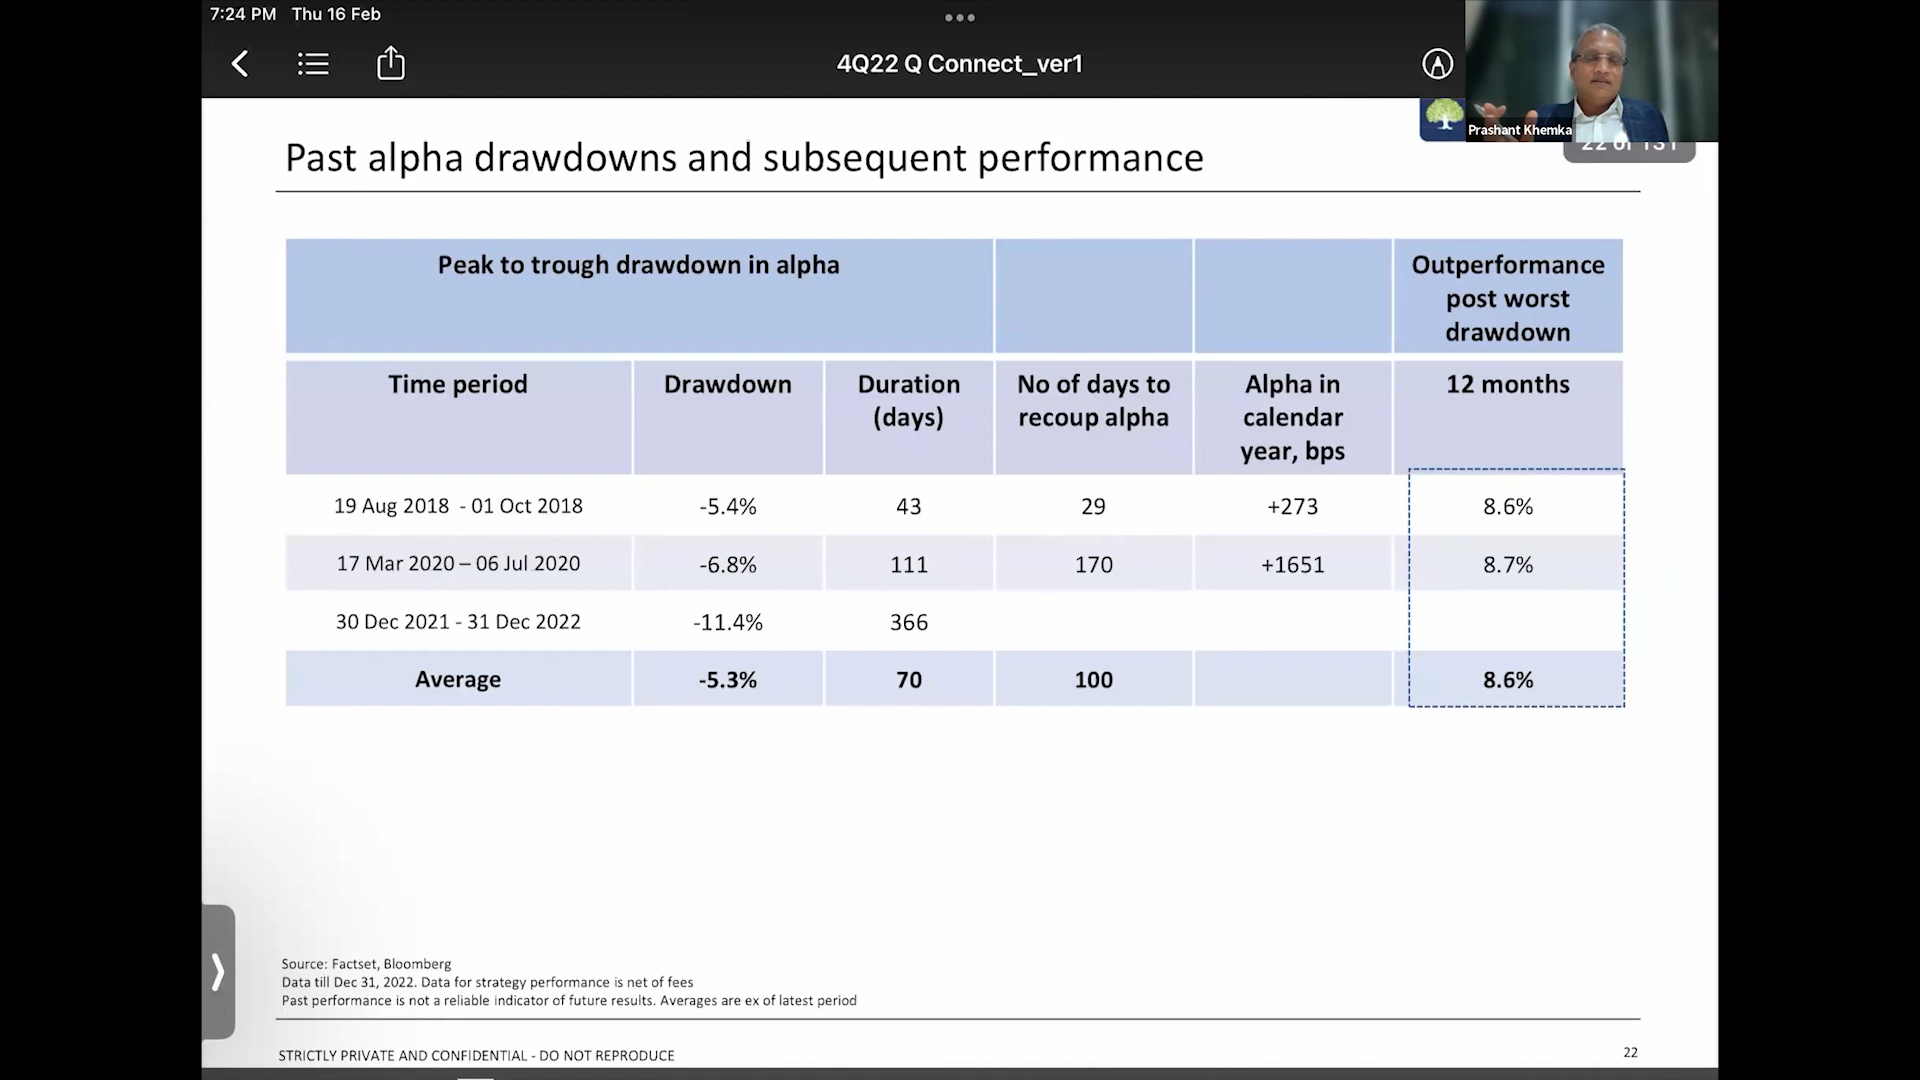 7:24 PM Thu 16 Feb
4Q22 Q Connect_ver1
Prashant Khemka
22 of 131
Past alpha drawdowns and subsequent performance
Peak to trough drawdown in alpha
Outperformance
post worst
drawdown
Time period
Drawdown
Duration
(days)
No of days to
recoup alpha
Alpha in
calendar
year, bps
12 months
19 Aug 2018 - 01 Oct 2018 -5.4% 43 29 +273 8.6%
17 Mar 2020 – 06 Jul 2020 -6.8% 111 170 +1651 8.7%
30 Dec 2021 - 31 Dec 2022 -11.4% 366
Average -5.3% 70 100 8.6%
Source: Factset, Bloomberg
Data till Dec 31, 2022. Data for strategy performance is net of fees
Past performance is not a reliable indicator of future results. Averages are ex of latest period
STRICTLY PRIVATE AND CONFIDENTIAL - DO NOT REPRODUCE
22